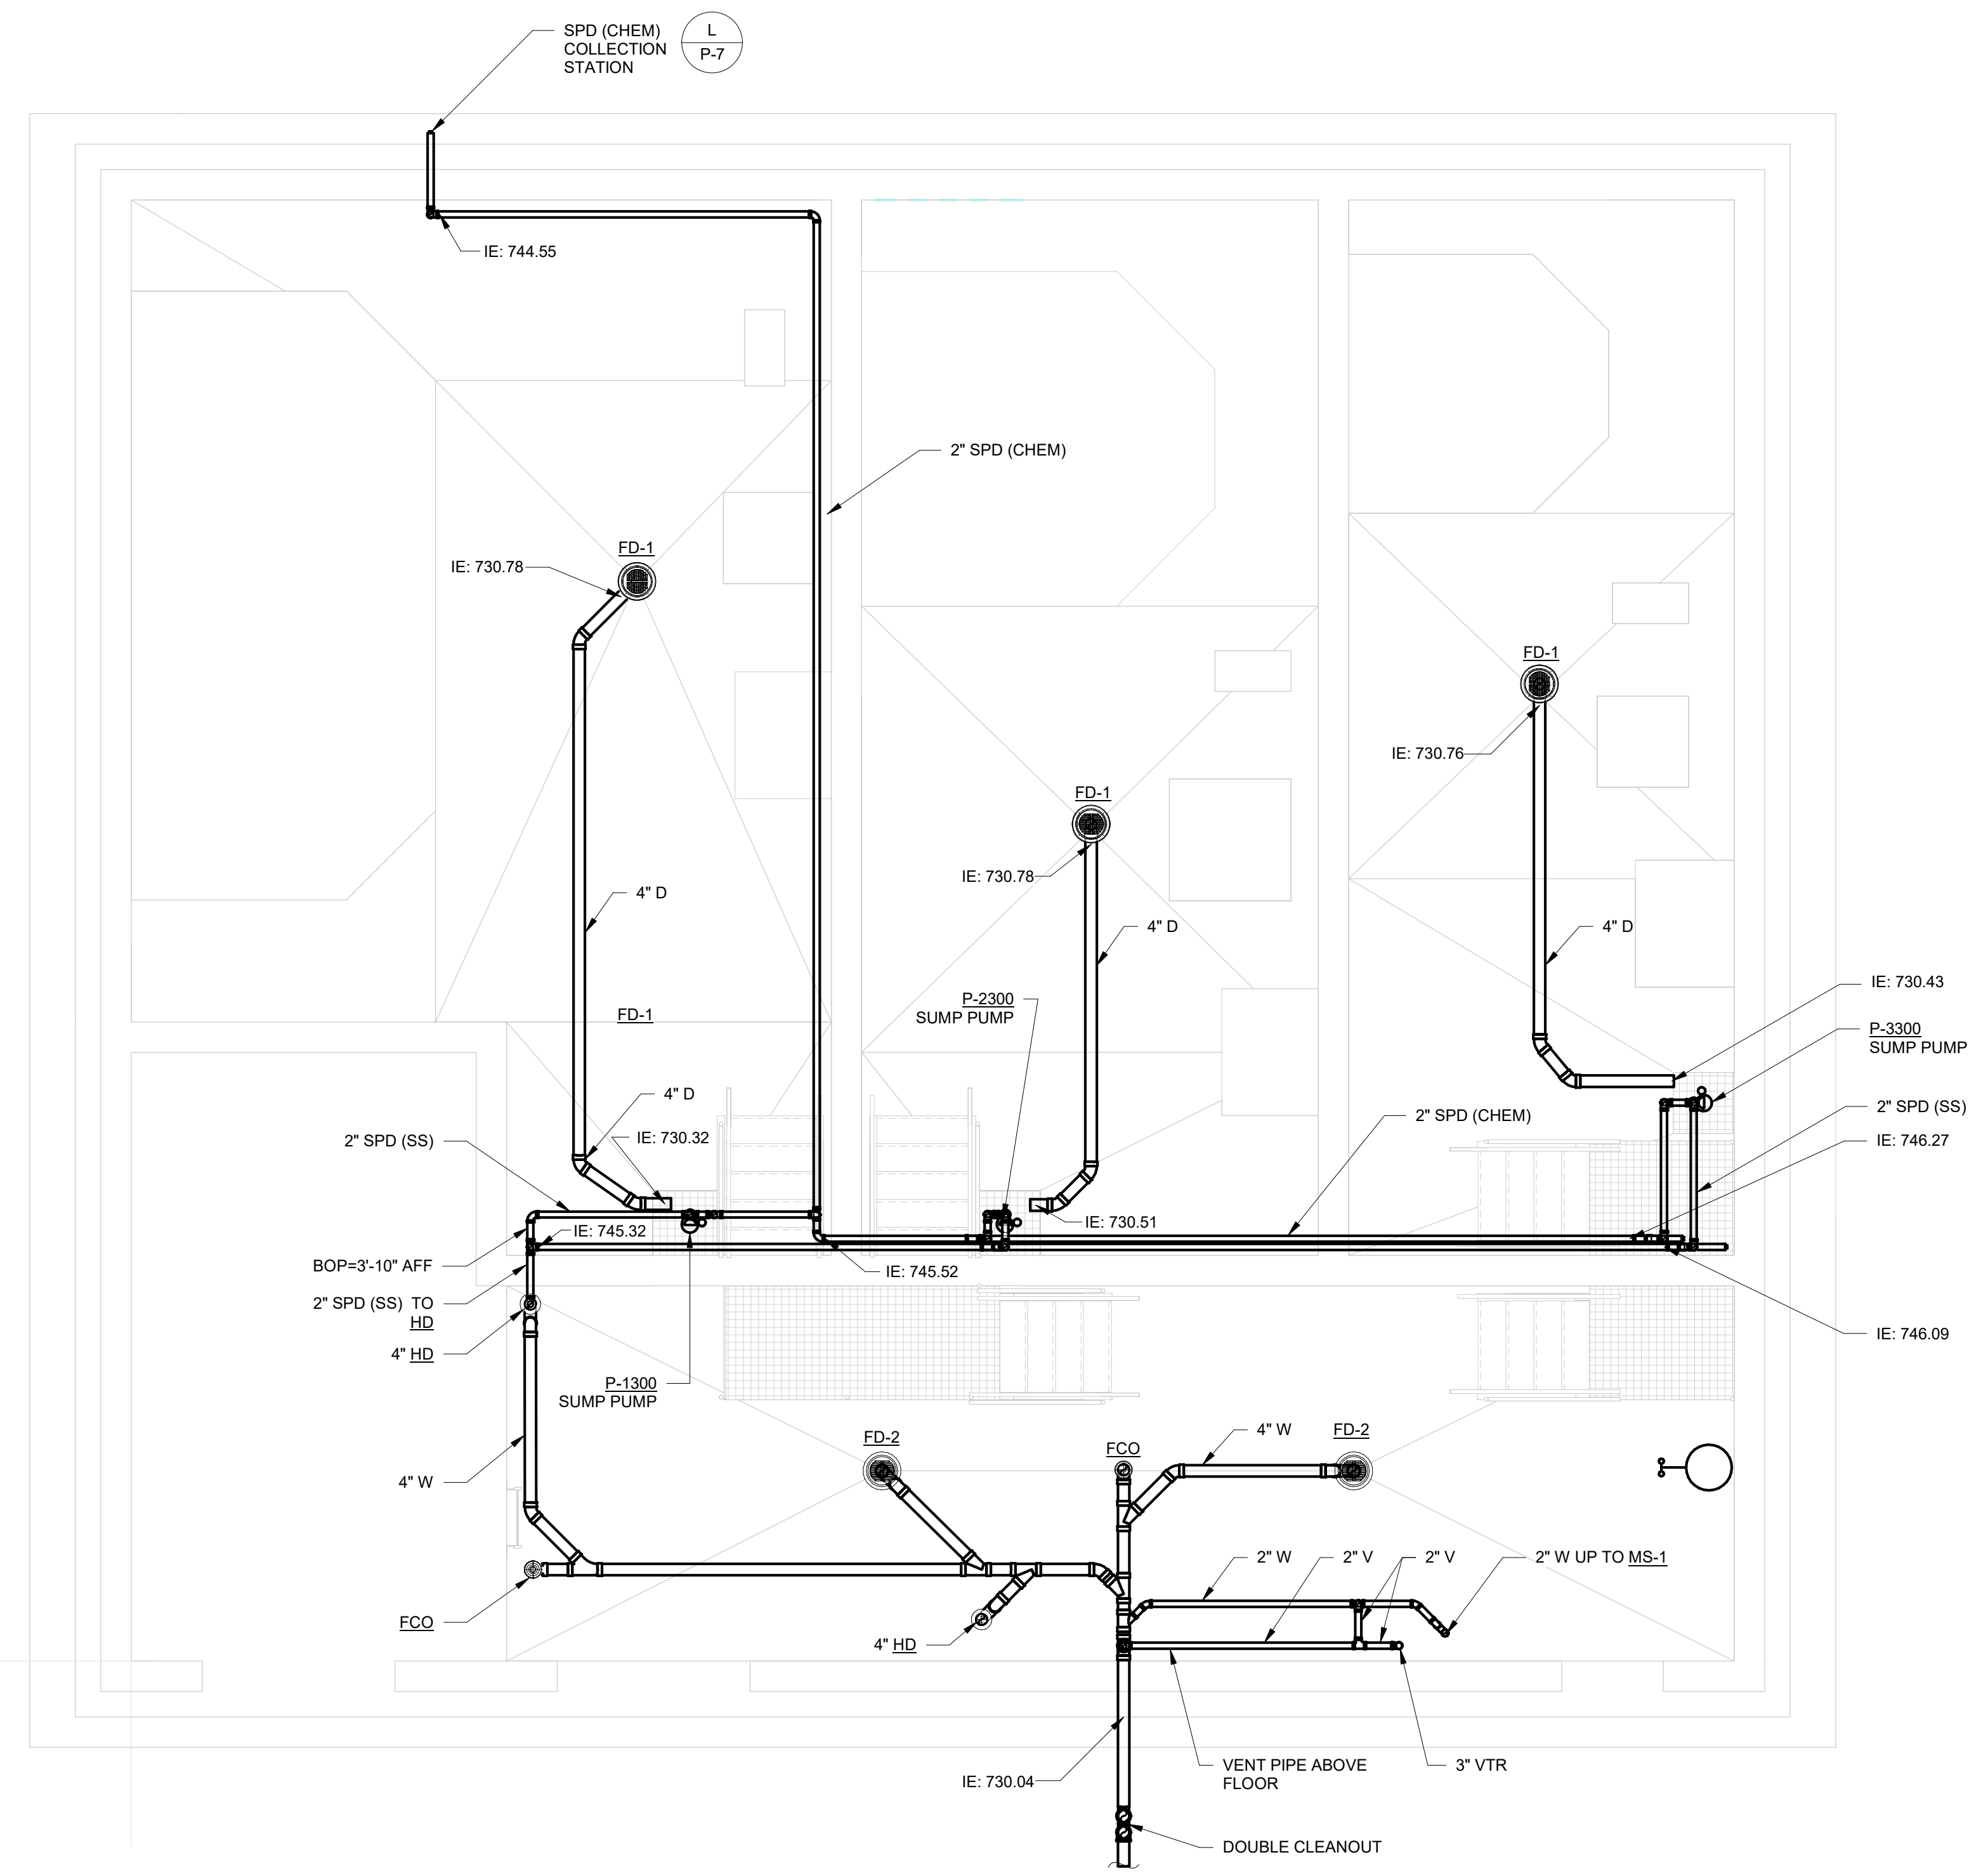 SPD (CHEM)
COLLECTION
STATION
L
P-7
IE: 744.55
2" SPD (CHEM)
FD-1
IE: 730.78
FD-1
IE: 730.76
FD-1
IE: 730.78
4" D
4" D
4" D
IE: 730.43
P-2300
SUMP PUMP
FD-1
P-3300
SUMP PUMP
4" D
2" SPD (SS)
2" SPD (CHEM)
IE: 730.32
2" SPD (SS)
IE: 746.27
IE: 730.51
IE: 745.32
BOP=3'-10" AFF
IE: 745.52
2" SPD (SS) TO
HD
IE: 746.09
4" HD
P-1300
SUMP PUMP
4" W
FD-2
FCO
4" W
FD-2
2" W
2" V
2" V
2" W UP TO MS-1
FCO
4" HD
VENT PIPE ABOVE
FLOOR
3" VTR
IE: 730.04
DOUBLE CLEANOUT